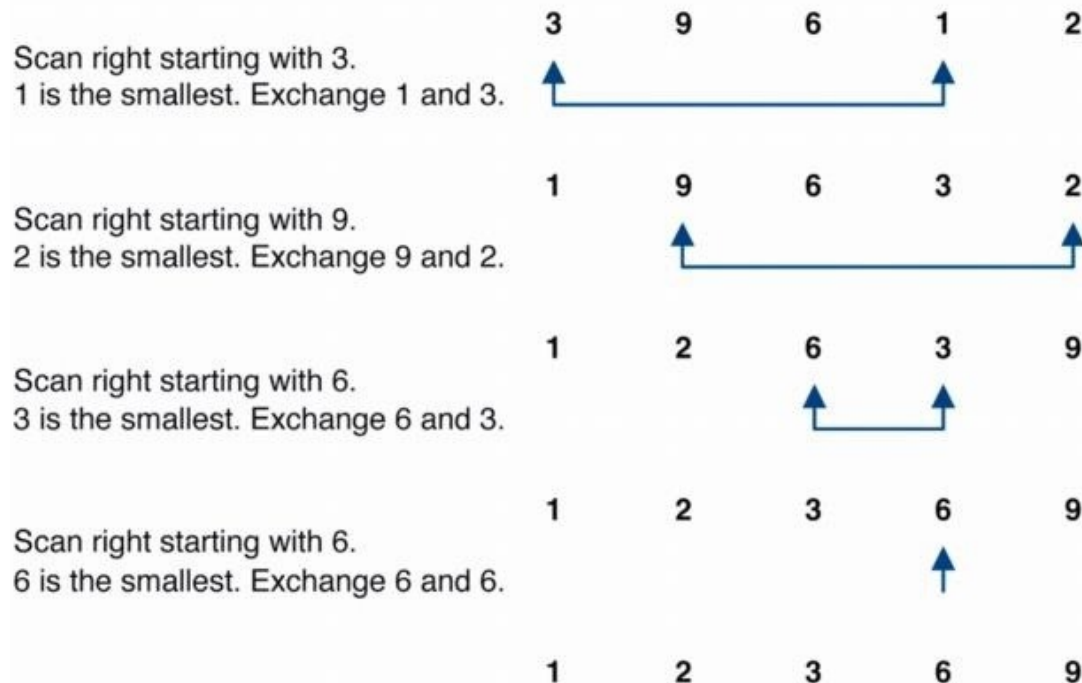 3 9 6 1 2
Scan right starting with 3.
1 is the smallest. Exchange 1 and 3.
1 9 6 3 2
Scan right starting with 9.
2 is the smallest. Exchange 9 and 2.
1 2 6 3 9
Scan right starting with 6.
3 is the smallest. Exchange 6 and 3.
1 2 3 6 9
Scan right starting with 6.
6 is the smallest. Exchange 6 and 6.
1 2 3 6 9